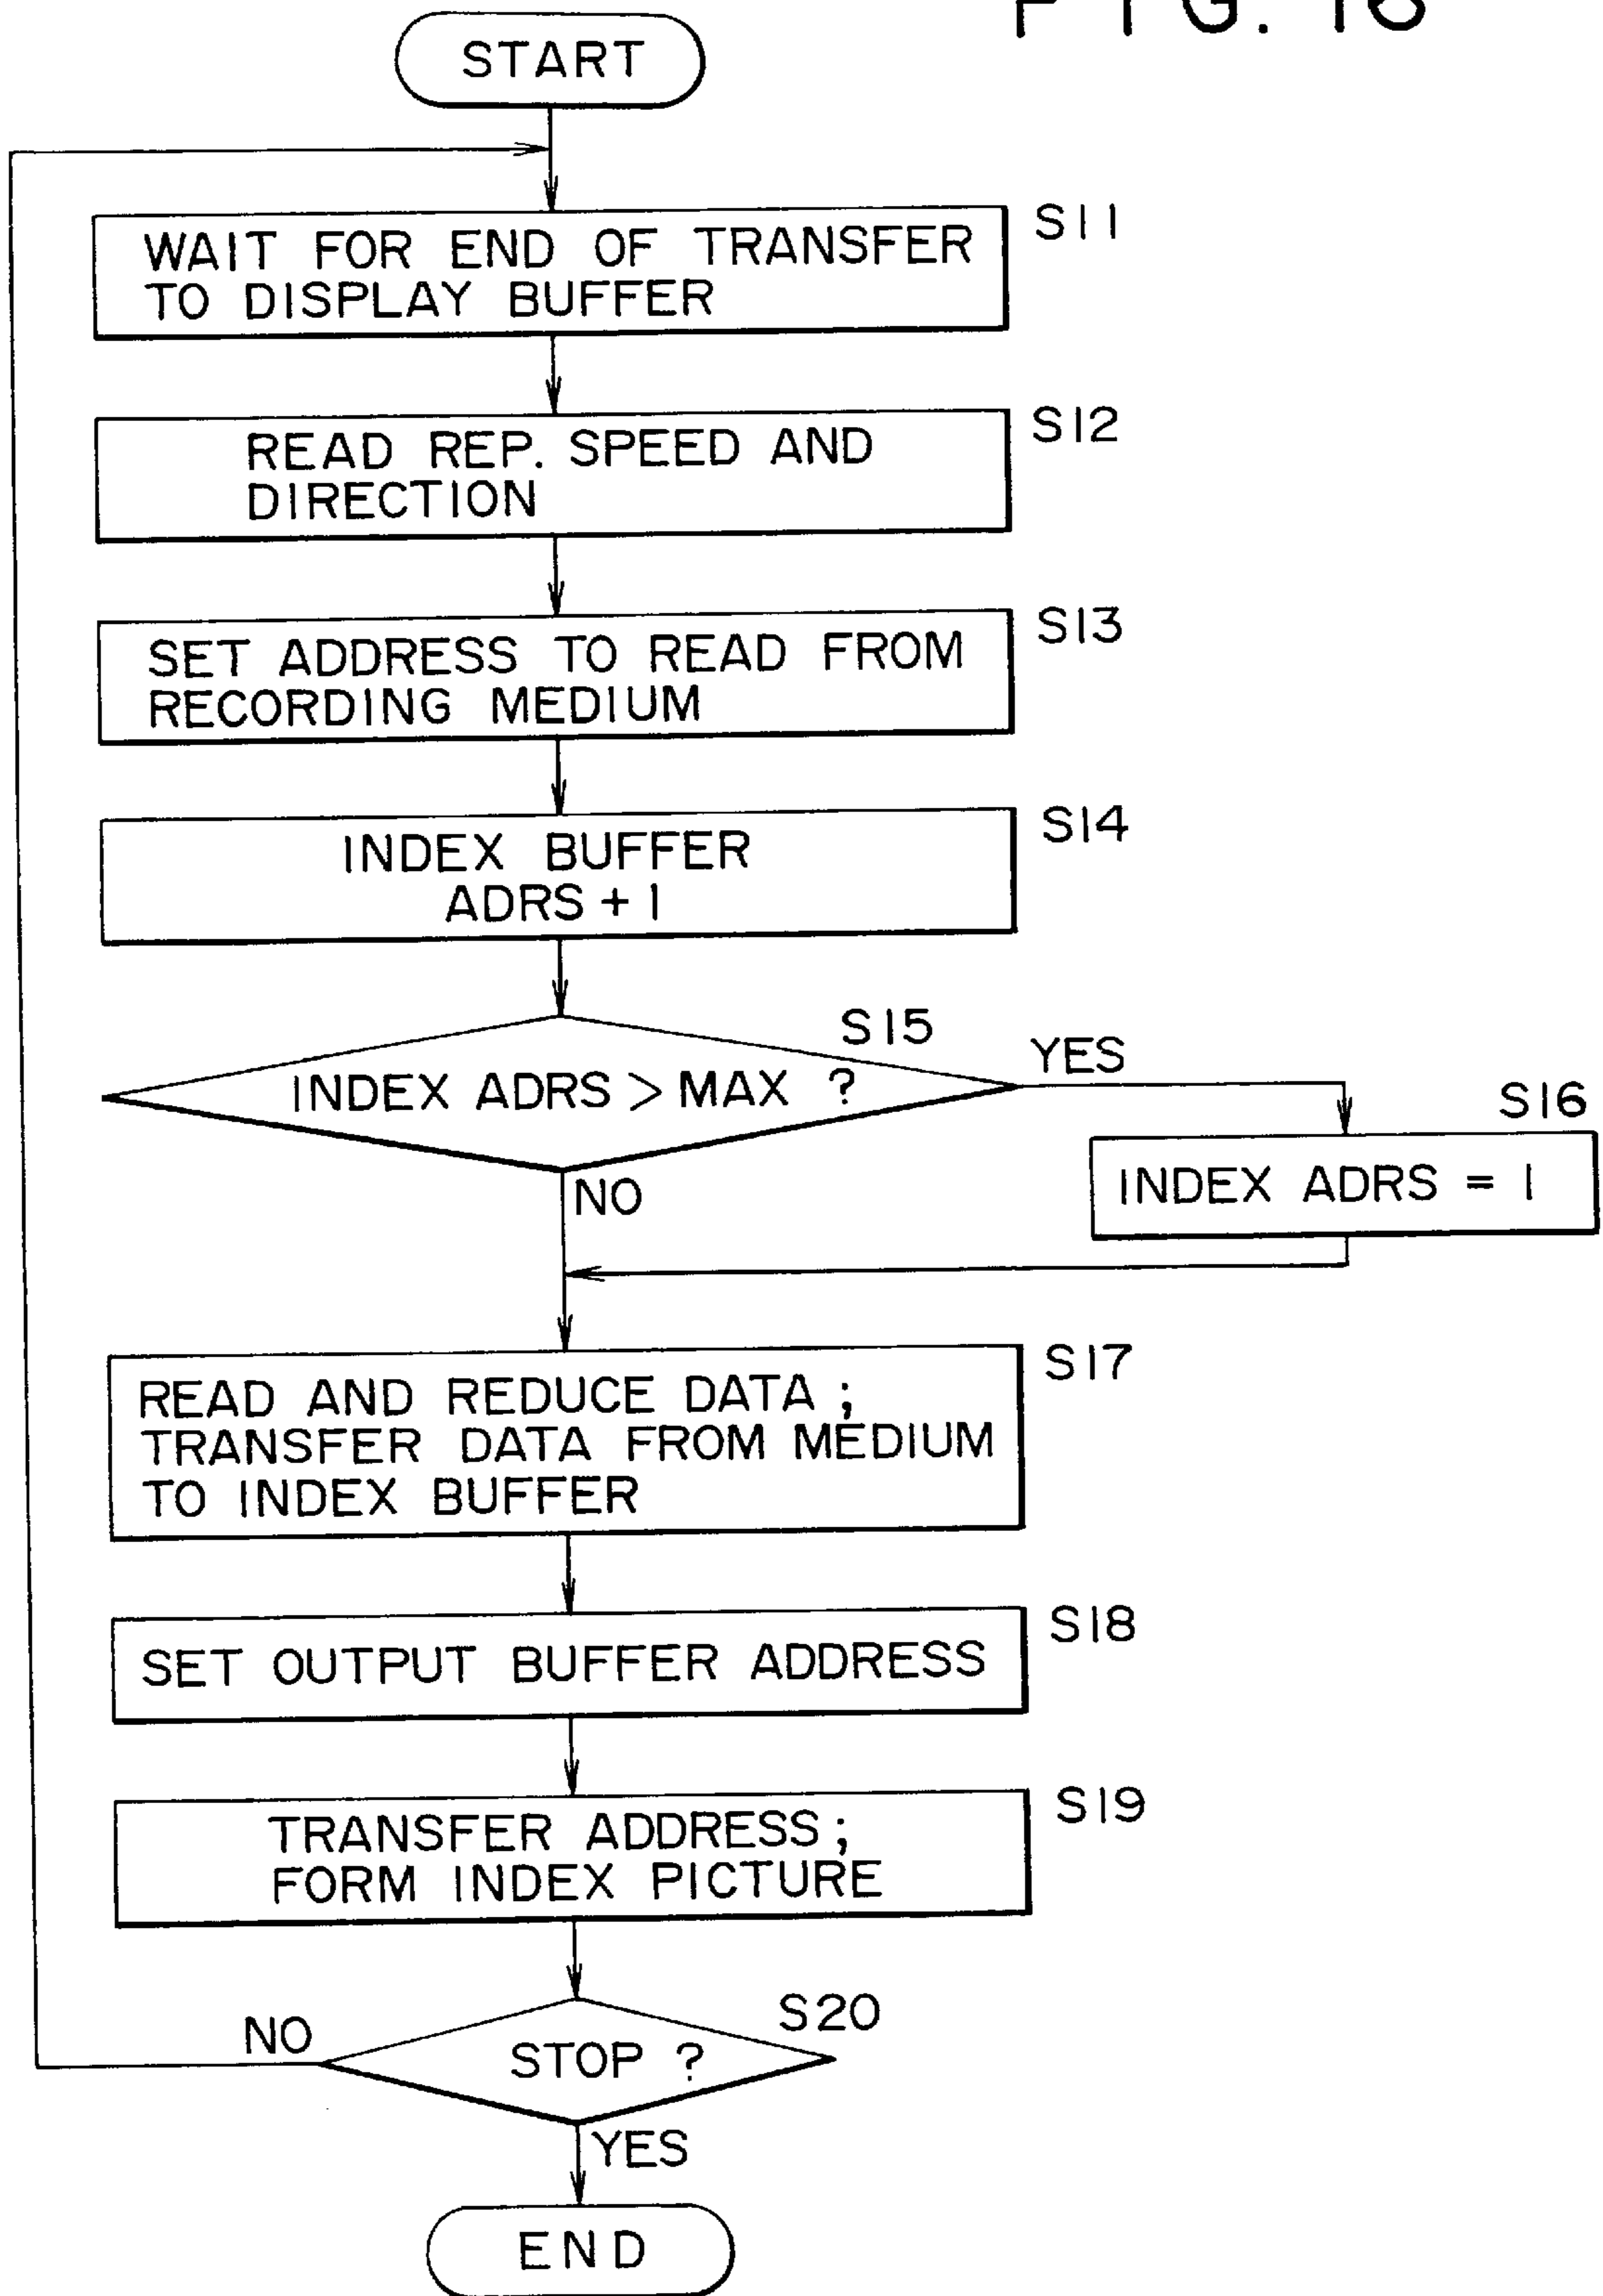 FIG. 16
START
S11
WAIT FOR END OF TRANSFER
TO DISPLAY BUFFER
S12
READ REP. SPEED AND
DIRECTION
S13
SET ADDRESS TO READ FROM
RECORDING MEDIUM
S14
INDEX BUFFER
ADRS + 1
S15
INDEX ADRS > MAX ?
YES
S16
INDEX ADRS = 1
NO
S17
READ AND REDUCE DATA ;
TRANSFER DATA FROM MEDIUM
TO INDEX BUFFER
S18
SET OUTPUT BUFFER ADDRESS
S19
TRANSFER ADDRESS ;
FORM INDEX PICTURE
S20
NO
STOP ?
YES
END